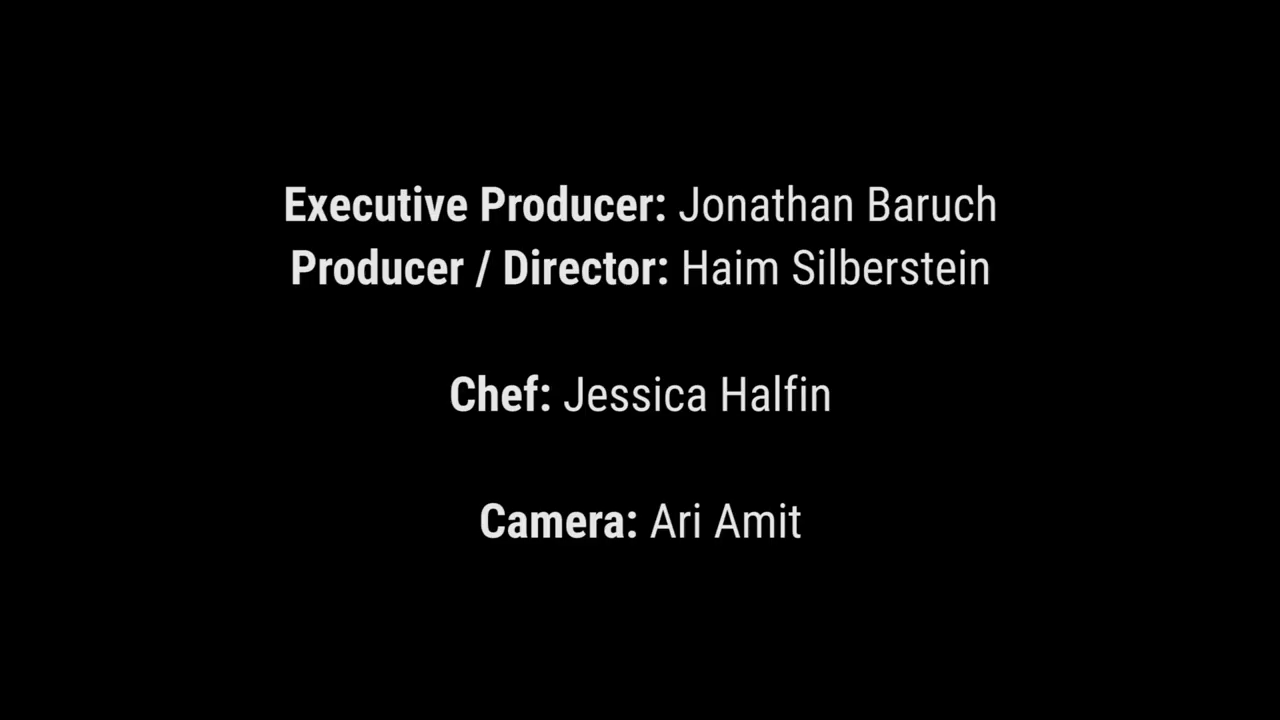 Executive Producer: Jonathan Baruch
Producer / Director: Haim Silberstein
Chef: Jessica Halfin
Camera: Ari Amit